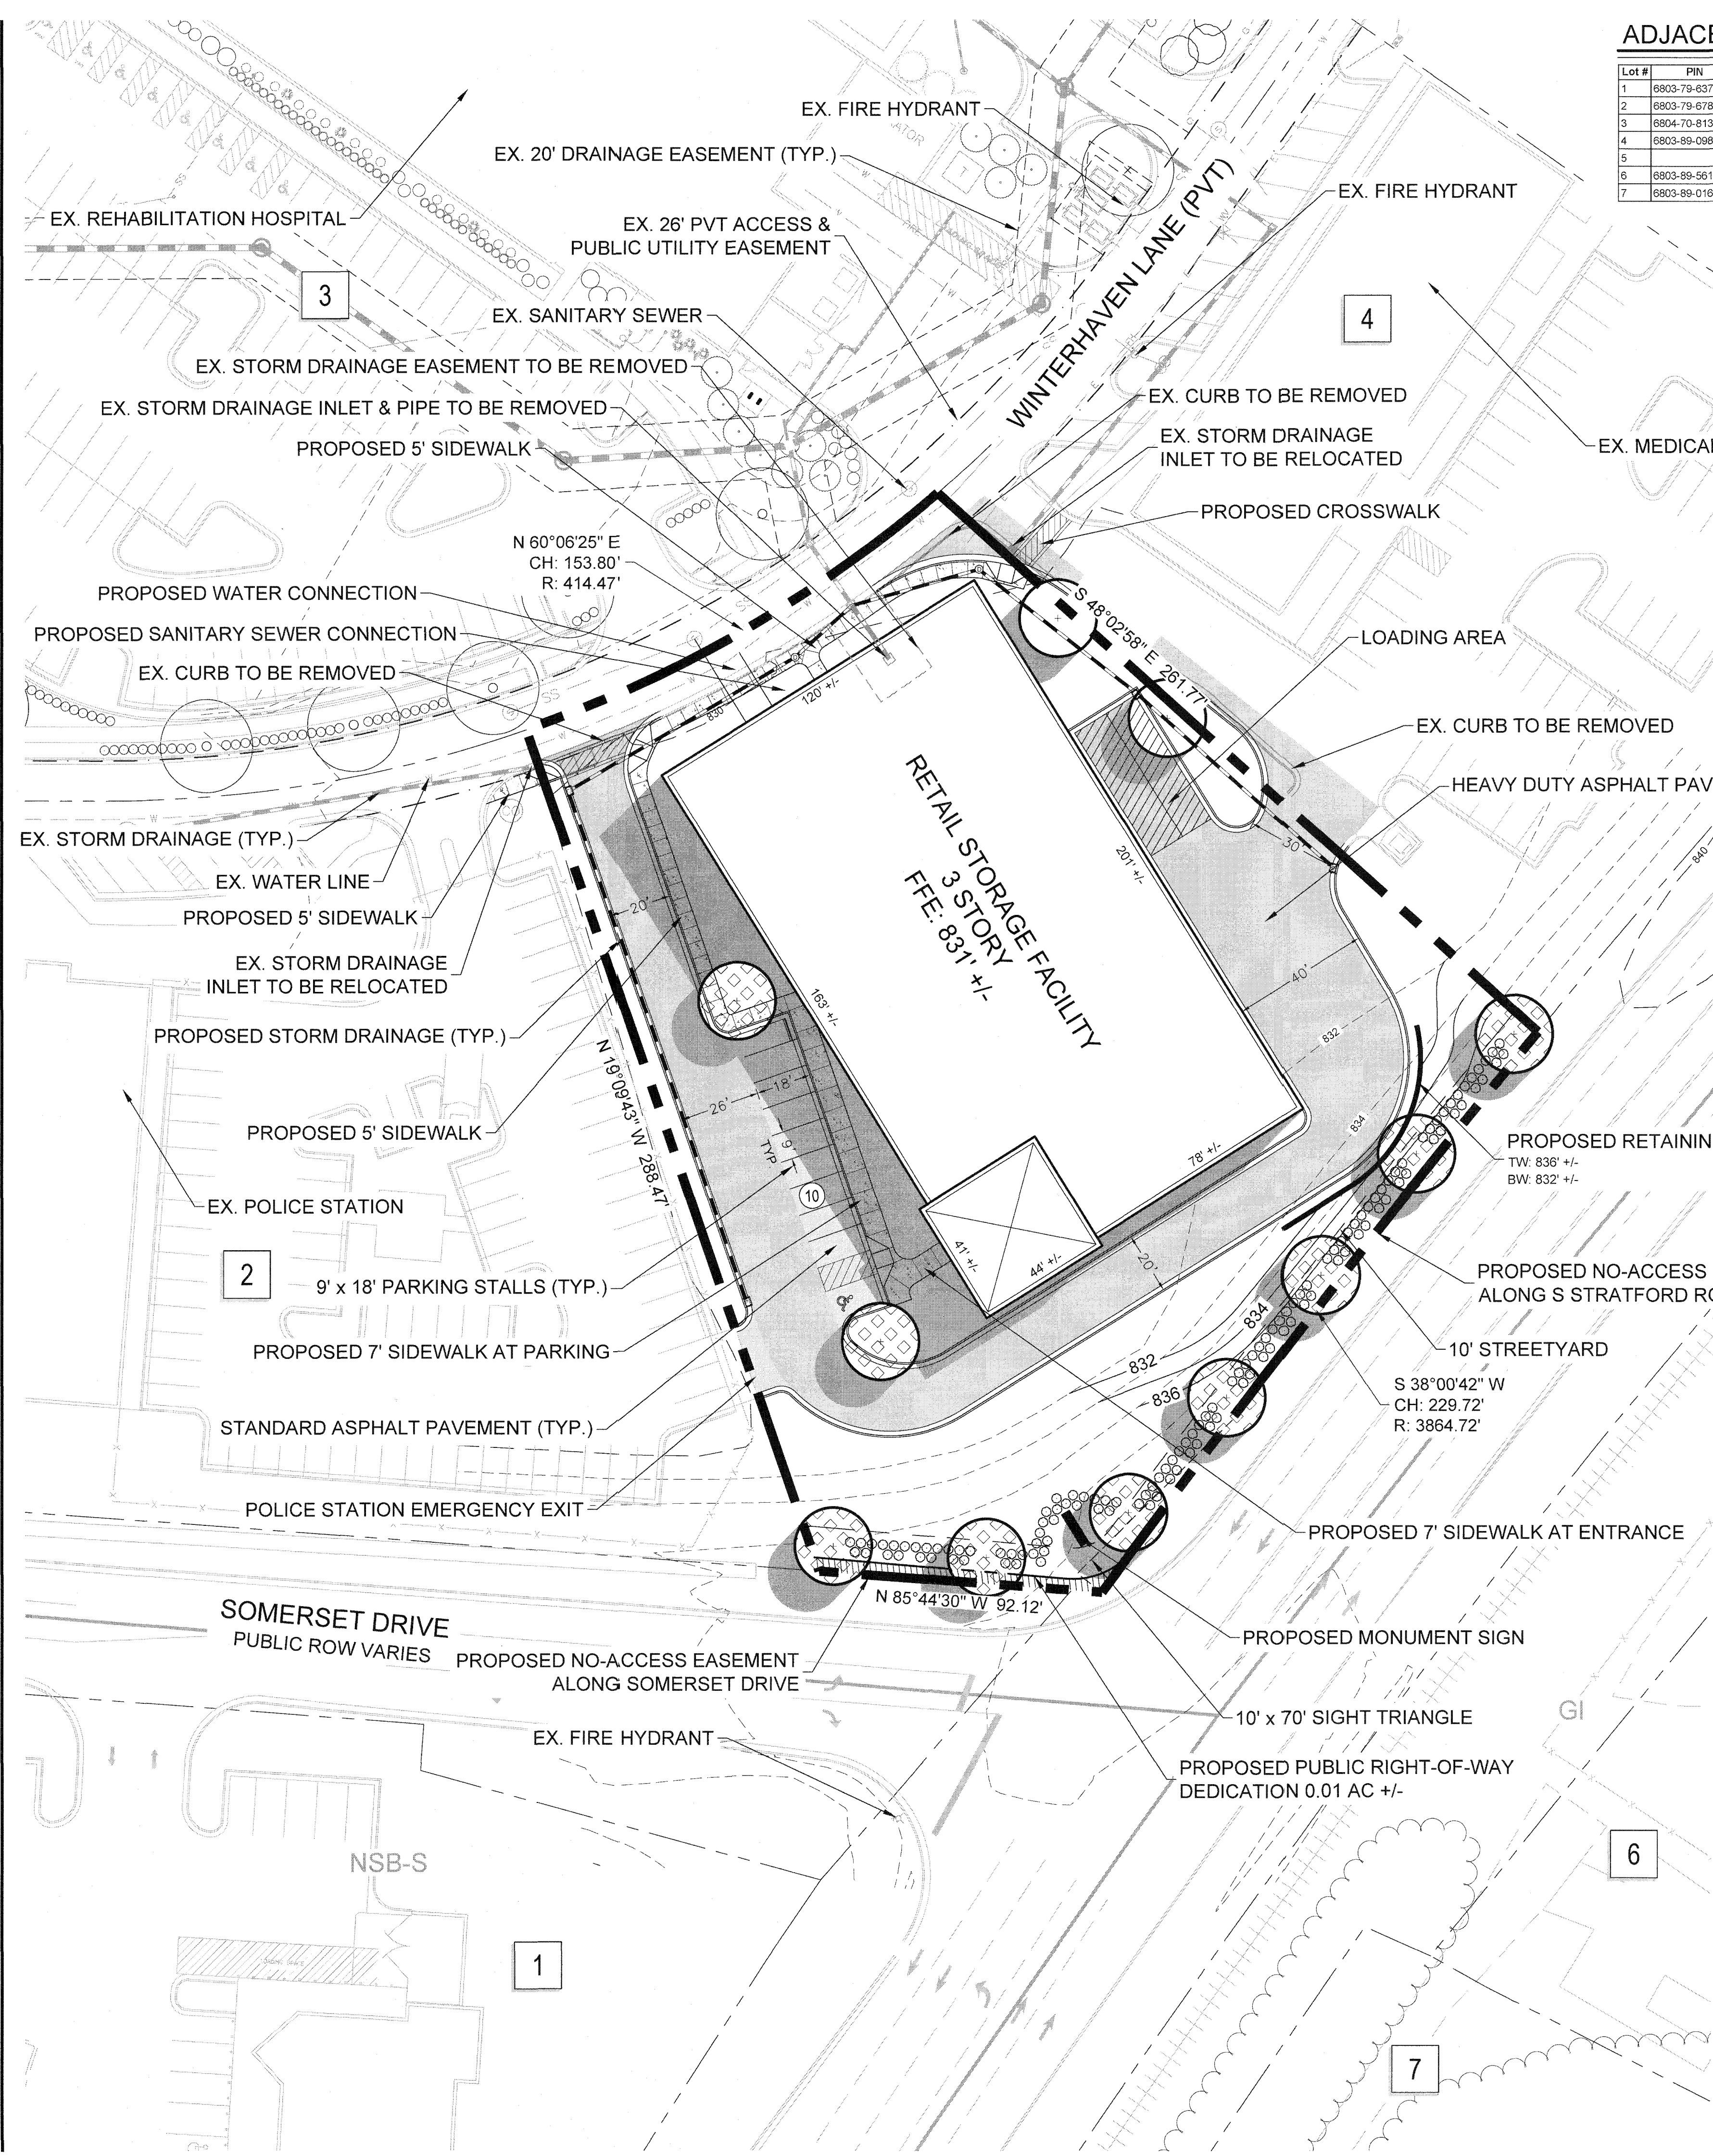 ADJACE
Lot # PIN
1 6803-79-637
2 6803-79-678
3 6804-70-813
4 6803-89-098
5
6 6803-89-561
7 6803-89-016
EX. FIRE HYDRANT
EX. 20' DRAINAGE EASEMENT (TYP.)
EX. FIRE HYDRANT
EX. REHABILITATION HOSPITAL
EX. 26' PVT ACCESS &
PUBLIC UTILITY EASEMENT
WINTERHAVEN LANE (PVT)
3
4
EX. SANITARY SEWER
EX. STORM DRAINAGE EASEMENT TO BE REMOVED
EX. CURB TO BE REMOVED
EX. STORM DRAINAGE INLET & PIPE TO BE REMOVED
EX. STORM DRAINAGE
INLET TO BE RELOCATED
EX. MEDICAL
PROPOSED 5' SIDEWALK
PROPOSED CROSSWALK
N 60°06'25" E
CH: 153.80'
R: 414.47'
PROPOSED WATER CONNECTION
S 48°02'58" E 261.77'
PROPOSED SANITARY SEWER CONNECTION
LOADING AREA
EX. CURB TO BE REMOVED
120' +/-
830
EX. CURB TO BE REMOVED
HEAVY DUTY ASPHALT PAV
840
EX. STORM DRAINAGE (TYP.)
RETAIL STORAGE FACILITY
3 STORY
FFE: 831' +/-
201' +/-
30'
EX. WATER LINE
PROPOSED 5' SIDEWALK
20'
EX. STORM DRAINAGE
INLET TO BE RELOCATED
163' +/-
40'
PROPOSED STORM DRAINAGE (TYP.)
832
N 19°09'43" W 288.47'
18'
26'
PROPOSED 5' SIDEWALK
9'
TYP
834
78' +/-
PROPOSED RETAININ
TW: 836' +/-
BW: 832' +/-
10
EX. POLICE STATION
2
41' +/-
44' +/-
20'
9' x 18' PARKING STALLS (TYP.)
PROPOSED NO-ACCESS
ALONG S STRATFORD RO
PROPOSED 7' SIDEWALK AT PARKING
834
832
836
10' STREETYARD
S 38°00'42" W
CH: 229.72'
R: 3864.72'
STANDARD ASPHALT PAVEMENT (TYP.)
POLICE STATION EMERGENCY EXIT
PROPOSED 7' SIDEWALK AT ENTRANCE
N 85°44'30" W 92.12'
SOMERSET DRIVE
PUBLIC ROW VARIES
PROPOSED MONUMENT SIGN
PROPOSED NO-ACCESS EASEMENT
ALONG SOMERSET DRIVE
10' x 70' SIGHT TRIANGLE
GI
EX. FIRE HYDRANT
PROPOSED PUBLIC RIGHT-OF-WAY
DEDICATION 0.01 AC +/-
NSB-S
6
1
7